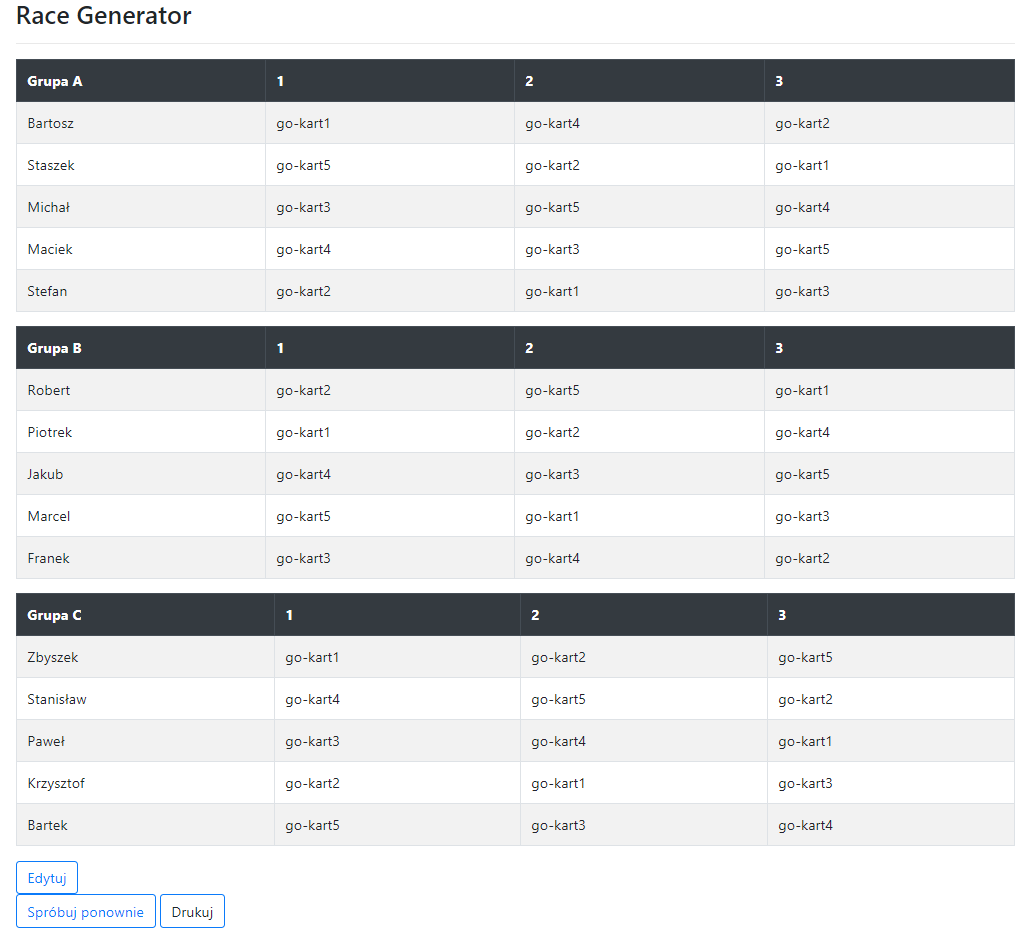 Race Generator
Grupa A 1 2 3
Bartosz go-kart1 go-kart4 go-kart2
Staszek go-kart5 go-kart2 go-kart1
Michał go-kart3 go-kart5 go-kart4
Maciek go-kart4 go-kart3 go-kart5
Stefan go-kart2 go-kart1 go-kart3
Grupa B 1 2 3
Robert go-kart2 go-kart5 go-kart1
Piotrek go-kart1 go-kart2 go-kart4
Jakub go-kart4 go-kart3 go-kart5
Marcel go-kart5 go-kart1 go-kart3
Franek go-kart3 go-kart4 go-kart2
Grupa C 1 2 3
Zbyszek go-kart1 go-kart2 go-kart5
Stanisław go-kart4 go-kart5 go-kart2
Paweł go-kart3 go-kart4 go-kart1
Krzysztof go-kart2 go-kart1 go-kart3
Bartek go-kart5 go-kart3 go-kart4
Edytuj
Spróbuj ponownie Drukuj